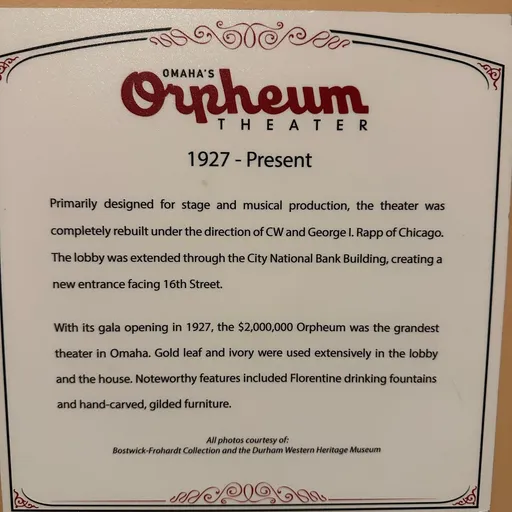 OMAHA'S
Orpheum
THEATER
1927 - Present
Primarily designed for stage and musical production, the theater was
completely rebuilt under the direction of CW and George I. Rapp of Chicago.
The lobby was extended through the City National Bank Building, creating a
new entrance facing 16th Street.
With its gala opening in 1927, the $2,000,000 Orpheum was the grandest
theater in Omaha. Gold leaf and ivory were used extensively in the lobby
and the house. Noteworthy features included Florentine drinking fountains
and hand-carved, gilded furniture.
All photos courtesy of:
Bostwick-Frohardt Collection and the Durham Western Heritage Museum